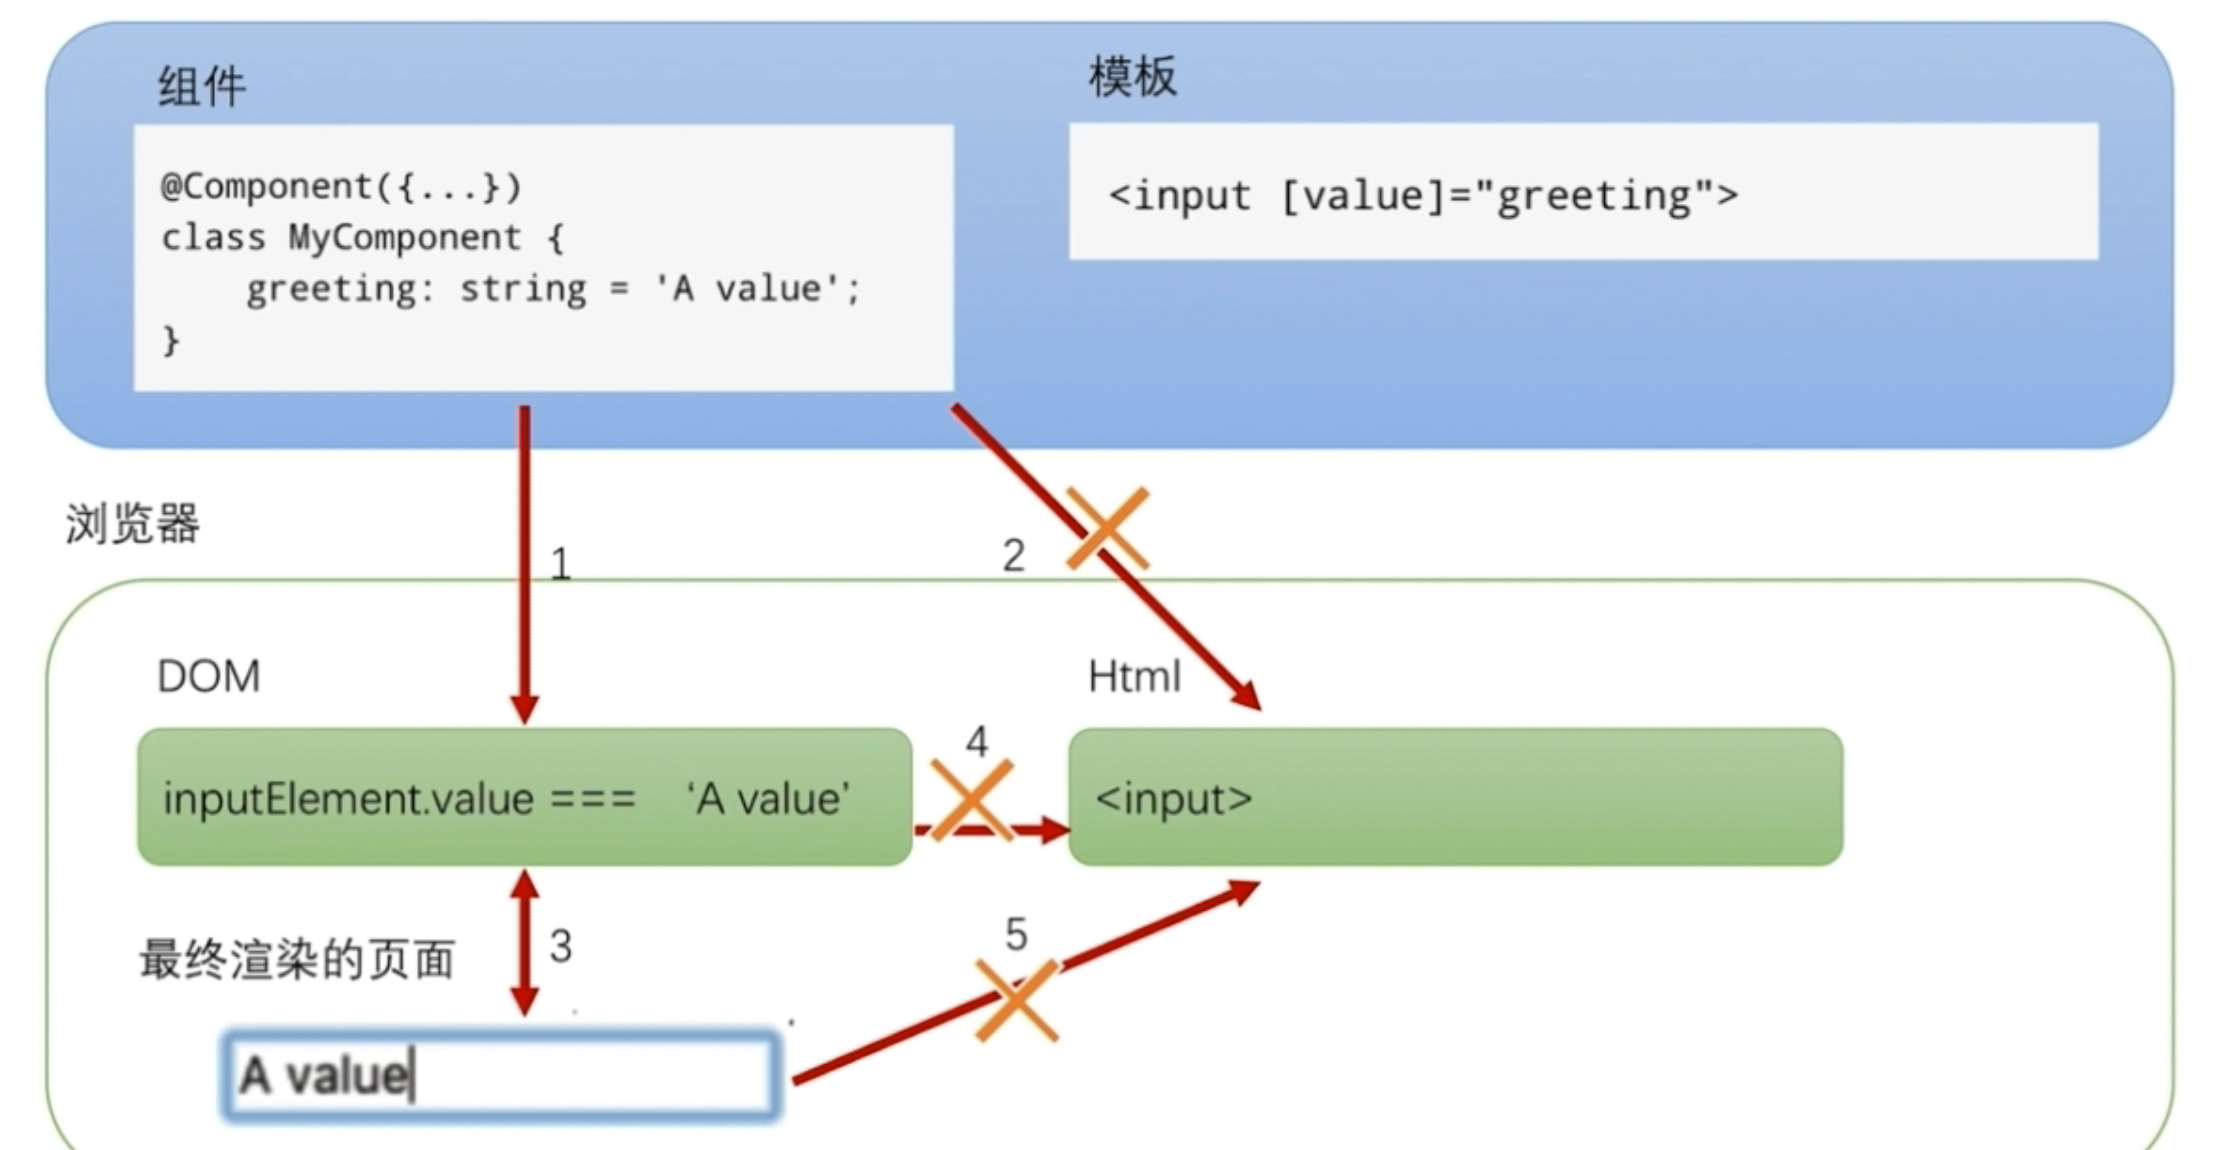 组件
@Component({...})
class MyComponent {
    greeting: string = 'A value';
}
模板
<input [value]="greeting">
浏览器
1
2
DOM
inputElement.value === ‘A value’
4
Html
<input>
3
5
最终渲染的页面
A value